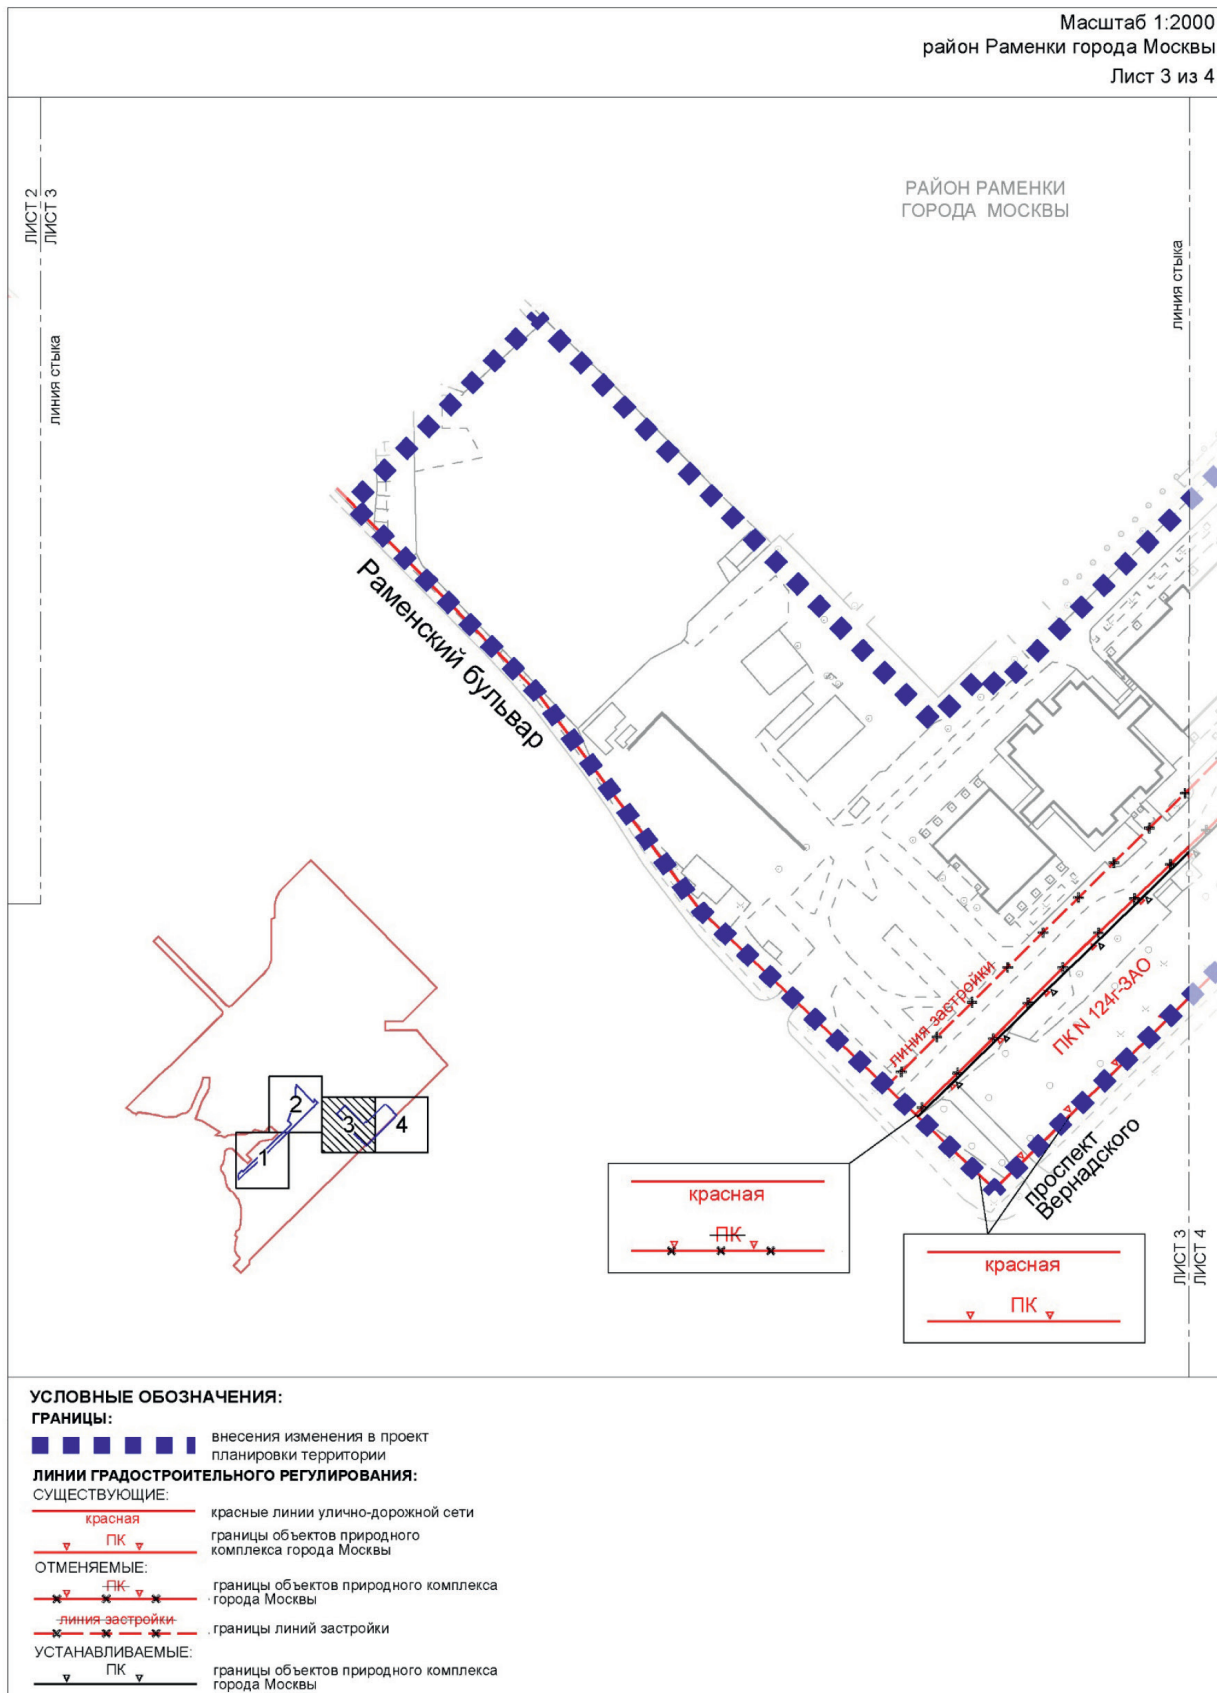 Масштаб 1:2000
район Раменки города Москвы
Лист 3 из 4
ЛИСТ 2
ЛИСТ 3
линия стыка
РАЙОН РАМЕНКИ
ГОРОДА МОСКВЫ
линия стыка
Раменский бульвар
линия застройки
ПК N 124г-ЗАО
проспект
Вернадского
1
2
3
4
красная
ПК
красная
ПК
ЛИСТ 3
ЛИСТ 4
УСЛОВНЫЕ ОБОЗНАЧЕНИЯ:
ГРАНИЦЫ:
внесения изменения в проект
планировки территории
ЛИНИИ ГРАДОСТРОИТЕЛЬНОГО РЕГУЛИРОВАНИЯ:
СУЩЕСТВУЮЩИЕ:
красная
красные линии улично-дорожной сети
ПК
границы объектов природного
комплекса города Москвы
ОТМЕНЯЕМЫЕ:
ПК
границы объектов природного комплекса
города Москвы
линия застройки
границы линий застройки
УСТАНАВЛИВАЕМЫЕ:
ПК
границы объектов природного комплекса
города Москвы